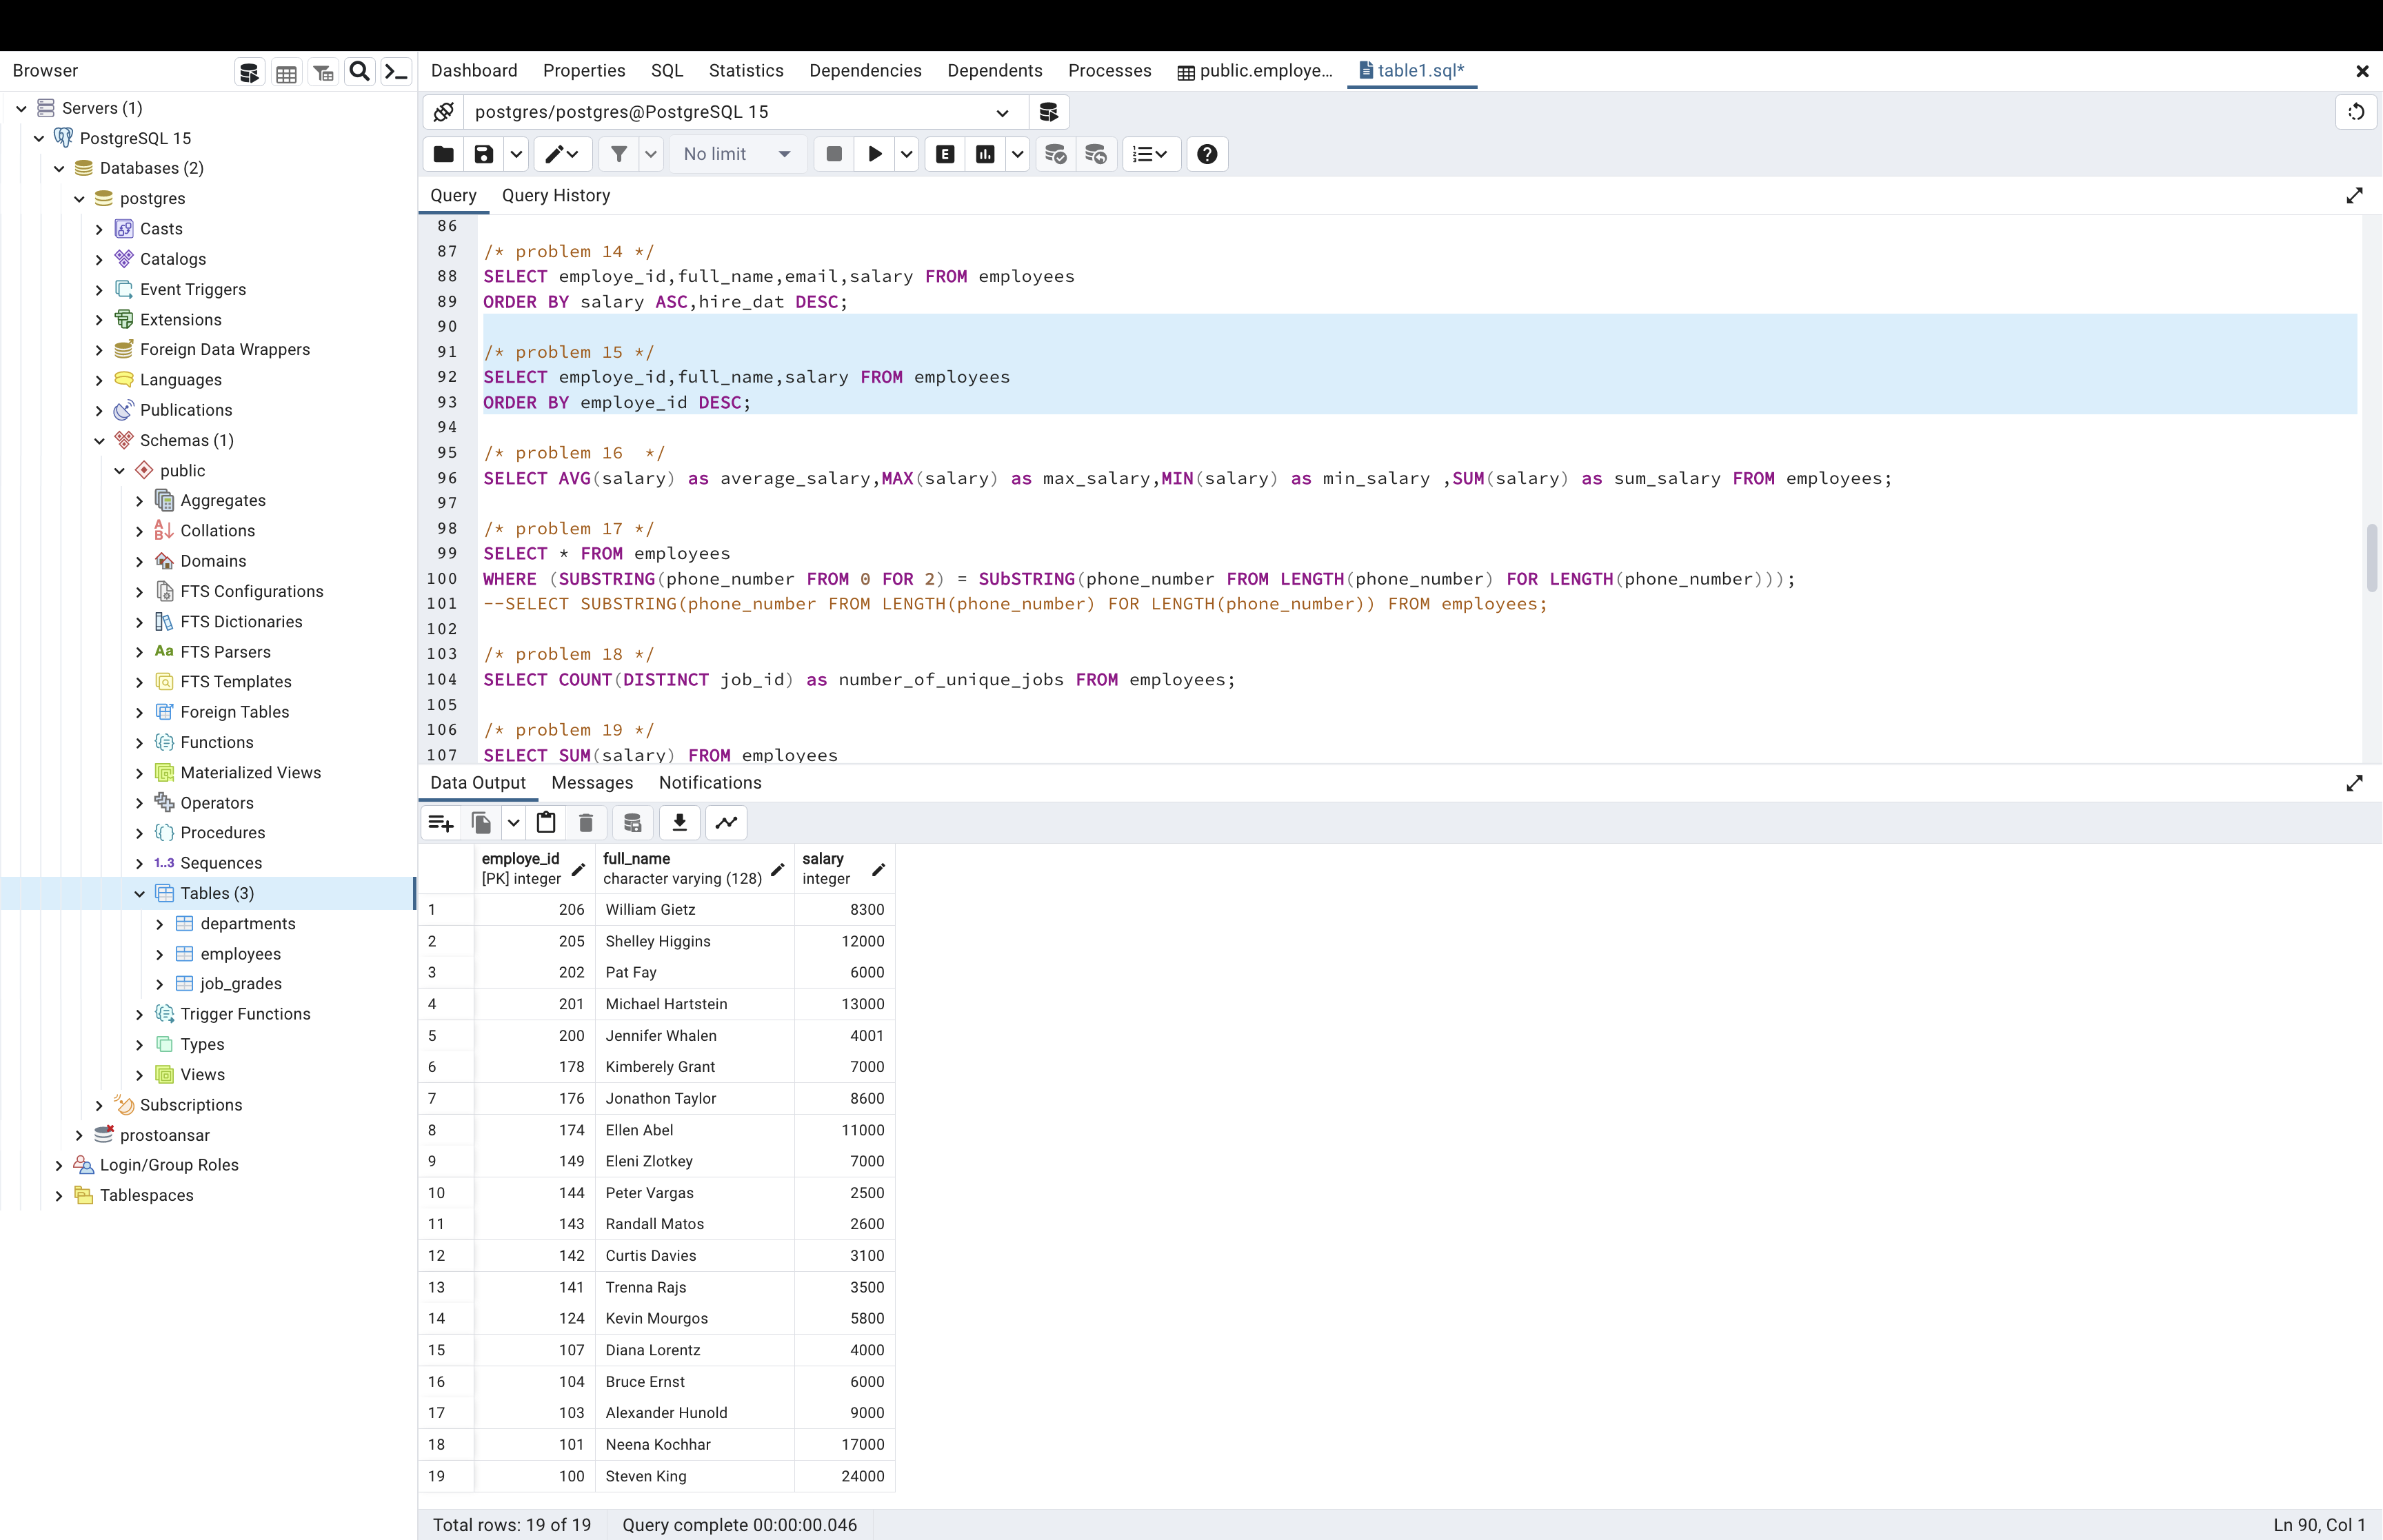 Browser
Dashboard Properties SQL Statistics Dependencies Dependents Processes public.employe... table1.sql*
Servers (1)
PostgreSQL 15
Databases (2)
postgres
Casts
Catalogs
Event Triggers
Extensions
Foreign Data Wrappers
Languages
Publications
Schemas (1)
public
Aggregates
Collations
Domains
FTS Configurations
FTS Dictionaries
Aa FTS Parsers
FTS Templates
Foreign Tables
Functions
Materialized Views
Operators
Procedures
1..3 Sequences
Tables (3)
departments
employees
job_grades
Trigger Functions
Types
Views
Subscriptions
prostoansar
Login/Group Roles
Tablespaces
postgres/postgres@PostgreSQL 15
No limit E
Query Query History
86
87 /* problem 14 */
88 SELECT employe_id,full_name,email,salary FROM employees
89 ORDER BY salary ASC,hire_dat DESC;
90
91 /* problem 15 */
92 SELECT employe_id,full_name,salary FROM employees
93 ORDER BY employe_id DESC;
94
95 /* problem 16  */
96 SELECT AVG(salary) as average_salary,MAX(salary) as max_salary,MIN(salary) as min_salary ,SUM(salary) as sum_salary FROM employees;
97
98 /* problem 17 */
99 SELECT * FROM employees
100 WHERE (SUBSTRING(phone_number FROM 0 FOR 2) = SUbSTRING(phone_number FROM LENGTH(phone_number) FOR LENGTH(phone_number)));
101 --SELECT SUBSTRING(phone_number FROM LENGTH(phone_number) FOR LENGTH(phone_number)) FROM employees;
102
103 /* problem 18 */
104 SELECT COUNT(DISTINCT job_id) as number_of_unique_jobs FROM employees;
105
106 /* problem 19 */
107 SELECT SUM(salary) FROM employees
Data Output Messages Notifications
employe_id full_name salary
[PK] integer character varying (128) integer
1 206 William Gietz 8300
2 205 Shelley Higgins 12000
3 202 Pat Fay 6000
4 201 Michael Hartstein 13000
5 200 Jennifer Whalen 4001
6 178 Kimberely Grant 7000
7 176 Jonathon Taylor 8600
8 174 Ellen Abel 11000
9 149 Eleni Zlotkey 7000
10 144 Peter Vargas 2500
11 143 Randall Matos 2600
12 142 Curtis Davies 3100
13 141 Trenna Rajs 3500
14 124 Kevin Mourgos 5800
15 107 Diana Lorentz 4000
16 104 Bruce Ernst 6000
17 103 Alexander Hunold 9000
18 101 Neena Kochhar 17000
19 100 Steven King 24000
Total rows: 19 of 19 Query complete 00:00:00.046 Ln 90, Col 1